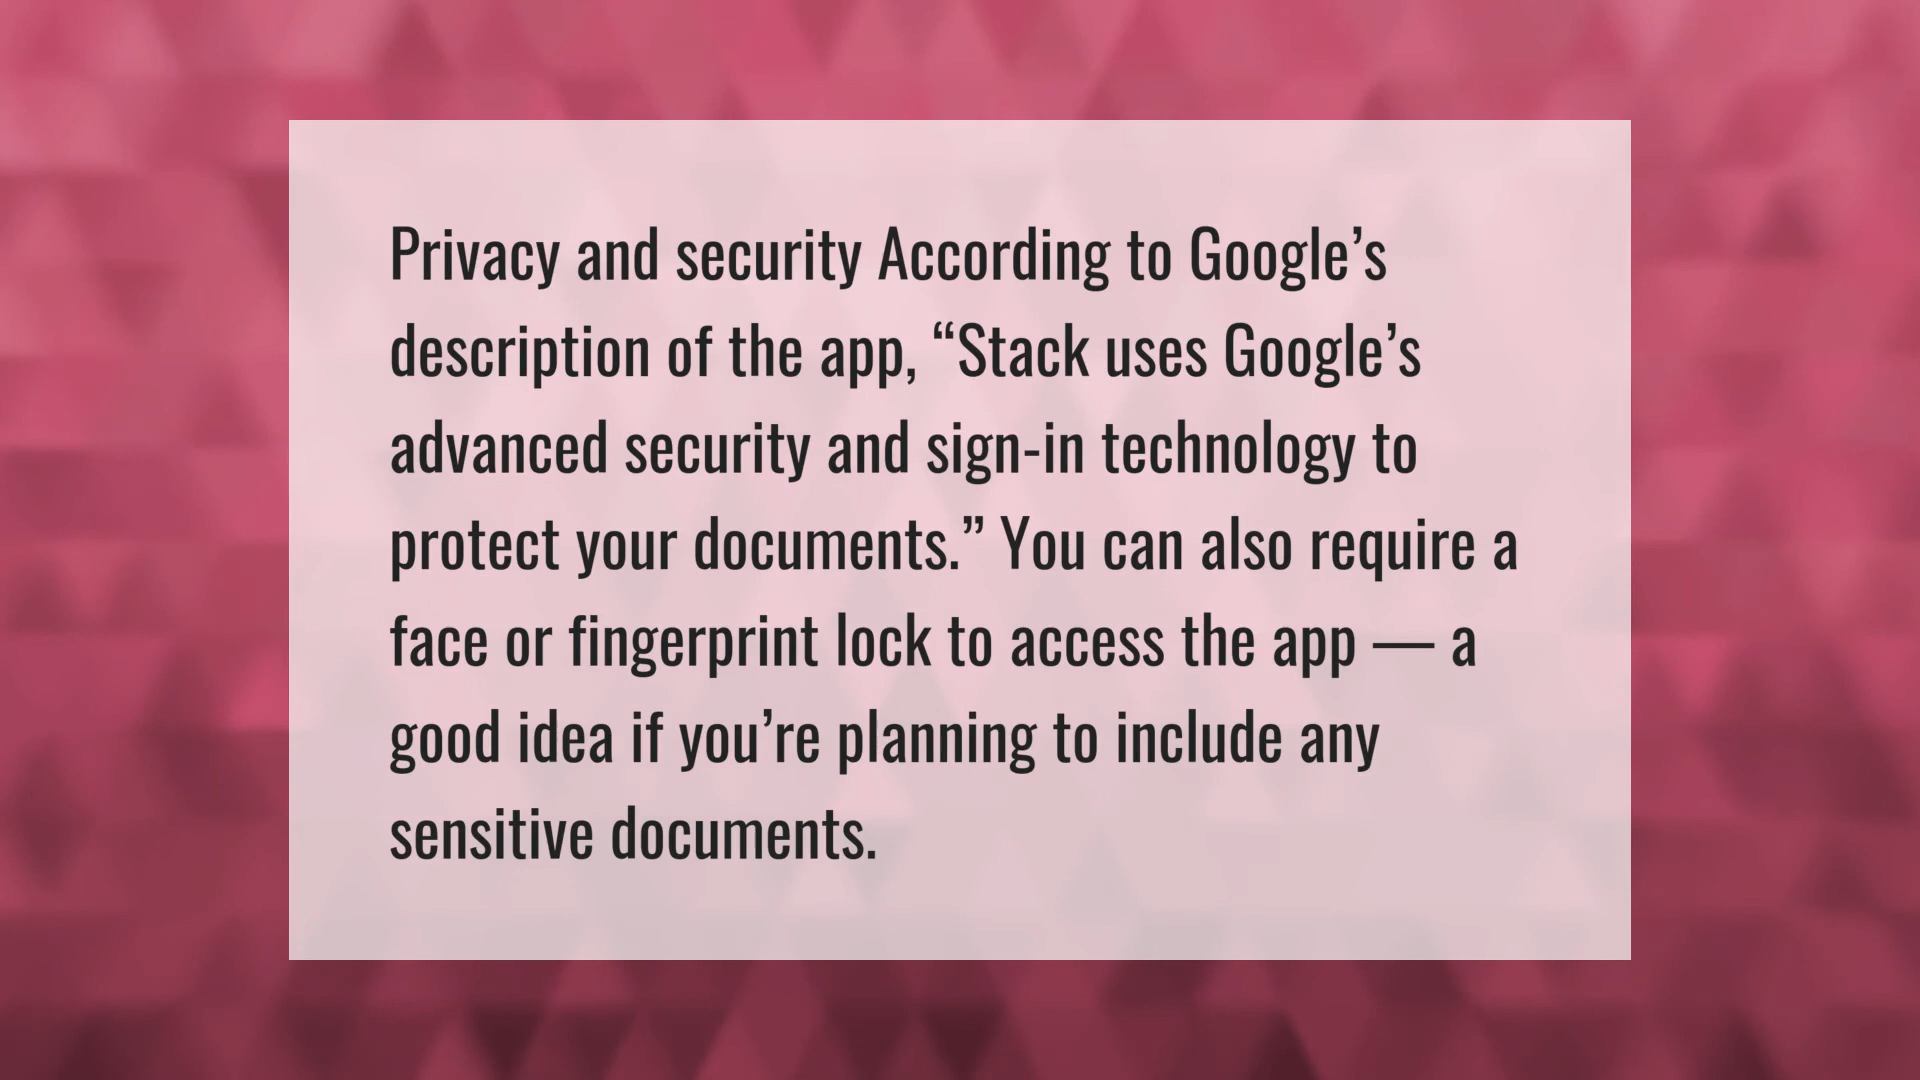 Privacy and security According to Google’s
description of the app, “Stack uses Google’s
advanced security and sign-in technology to
protect your documents.” You can also require a
face or fingerprint lock to access the app — a
good idea if you’re planning to include any
sensitive documents.